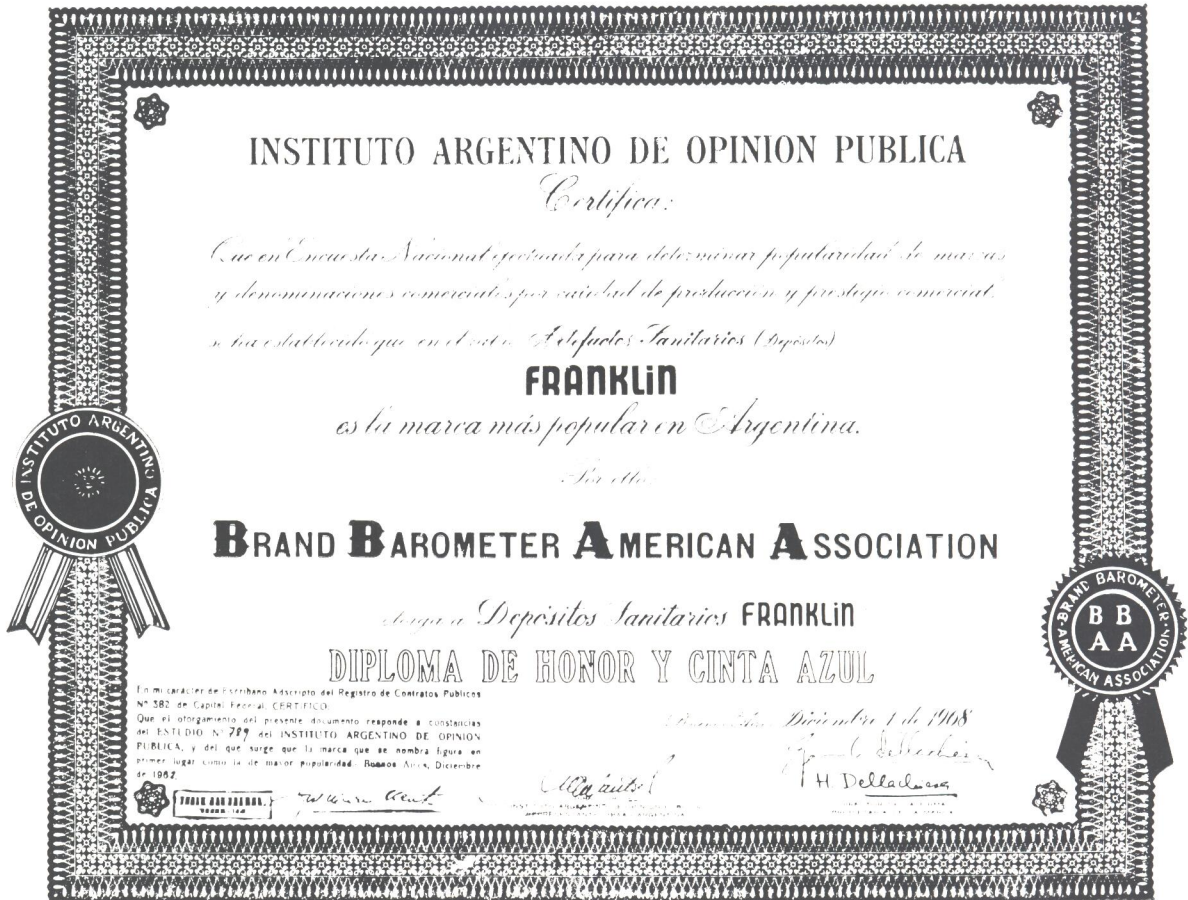 INSTITUTO ARGENTINO DE OPINION PUBLICA
Certifica:
Que en Encuesta Nacional efectuada para determinar popularidad de marcas
y denominaciones comerciales por calidad de producción y prestigio comercial
se ha establecido que en el rubro Artefactos Sanitarios (Depósitos)
FRANKLIN
es la marca más popular en Argentina.
Por ello
BRAND BAROMETER AMERICAN ASSOCIATION
otorga a Depósitos Sanitarios FRANKLIN
DIPLOMA DE HONOR Y CINTA AZUL
En mi carácter de Escribano Adscripto del Registro de Contratos Publicos
Nº 582 de Capital Federal, CERTIFICO:
Que el otorgamiento del presente documento responde a constancias
del ESTUDIO Nº 789 del INSTITUTO ARGENTINO DE OPINION
PUBLICA, y del que surge que la marca que se nombra figura en
primer lugar como la de mayor popularidad. Buenos Aires, Diciembre
de 1962
Buenos Aires, Diciembre 1 de 1968
H. Dellachiesa
INSTITUTO ARGENTINO DE OPINION PUBLICA
BRAND BAROMETER AMERICAN ASSOCIATION
B B
A A